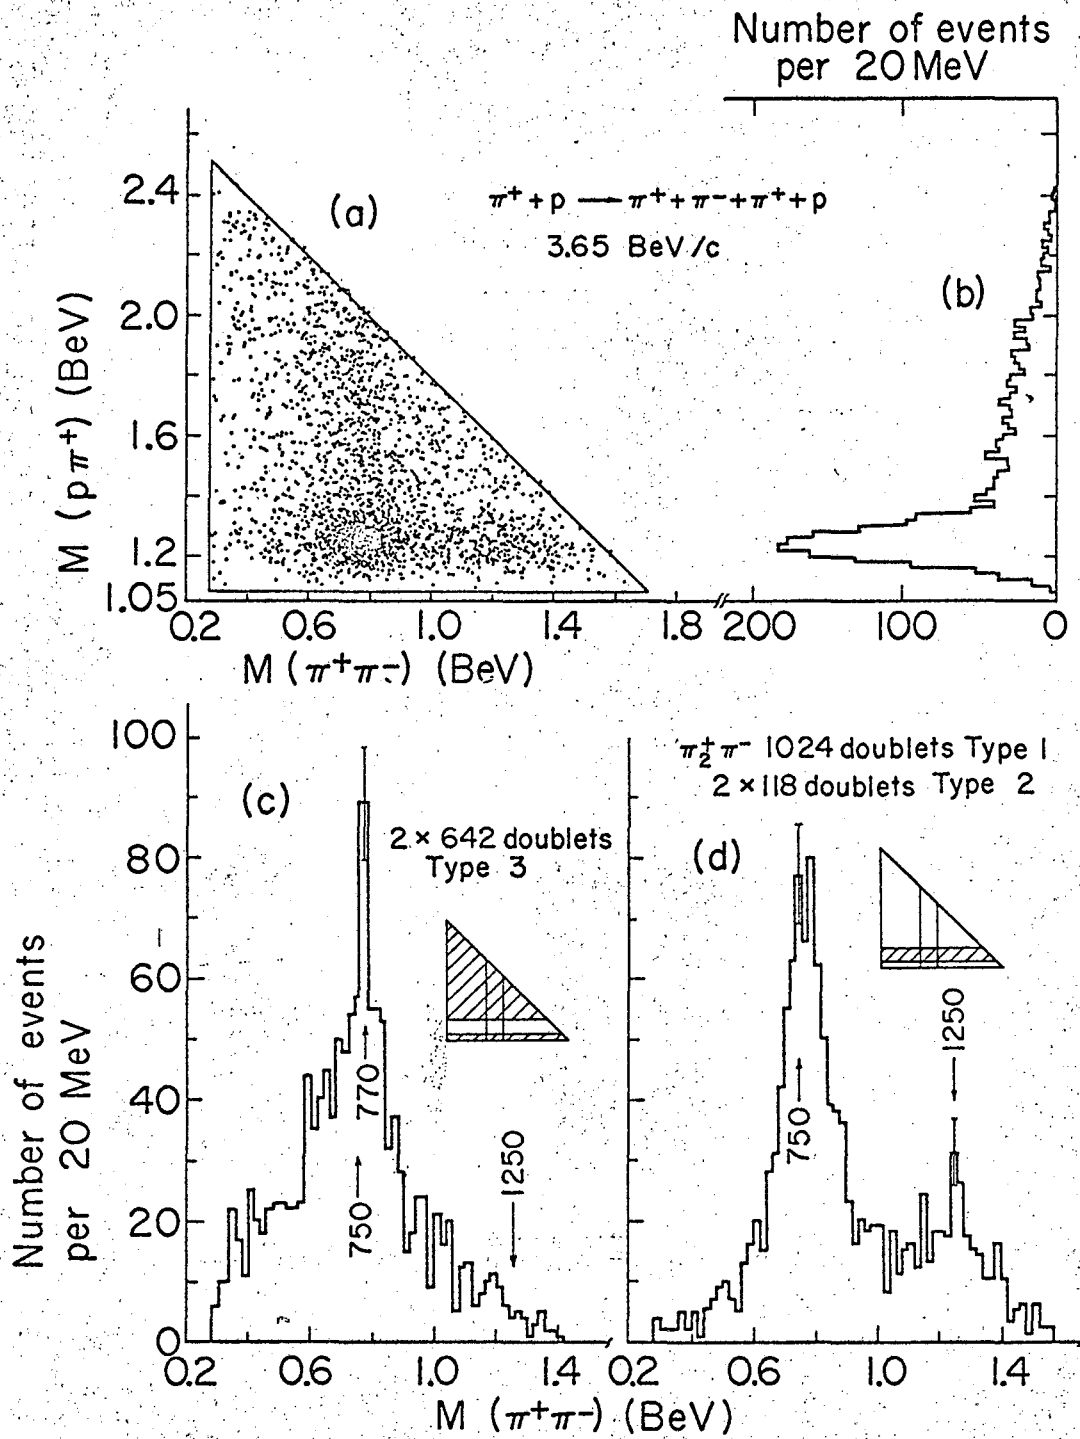 Number of events
per 20 MeV
2.4
2.0
1.6
1.2
1.05
M (pπ⁺) (BeV)
(a)
π⁺ + p → π⁺ + π⁻ + π⁺ + p
3.65 BeV/c
(b)
0.2 0.6 1.0 1.4 1.8 200 100 0
M (π⁺π⁻) (BeV)
100
80
60
40
20
0
Number of events
per 20 MeV
(c)
2 × 642 doublets
Type 3
770
750
1250
π₂⁺ π⁻ 1024 doublets Type 1
2 × 118 doublets Type 2
(d)
750
1250
0.2 0.6 1.0 1.4 0.2 0.6 1.0 1.4
M (π⁺π⁻) (BeV)